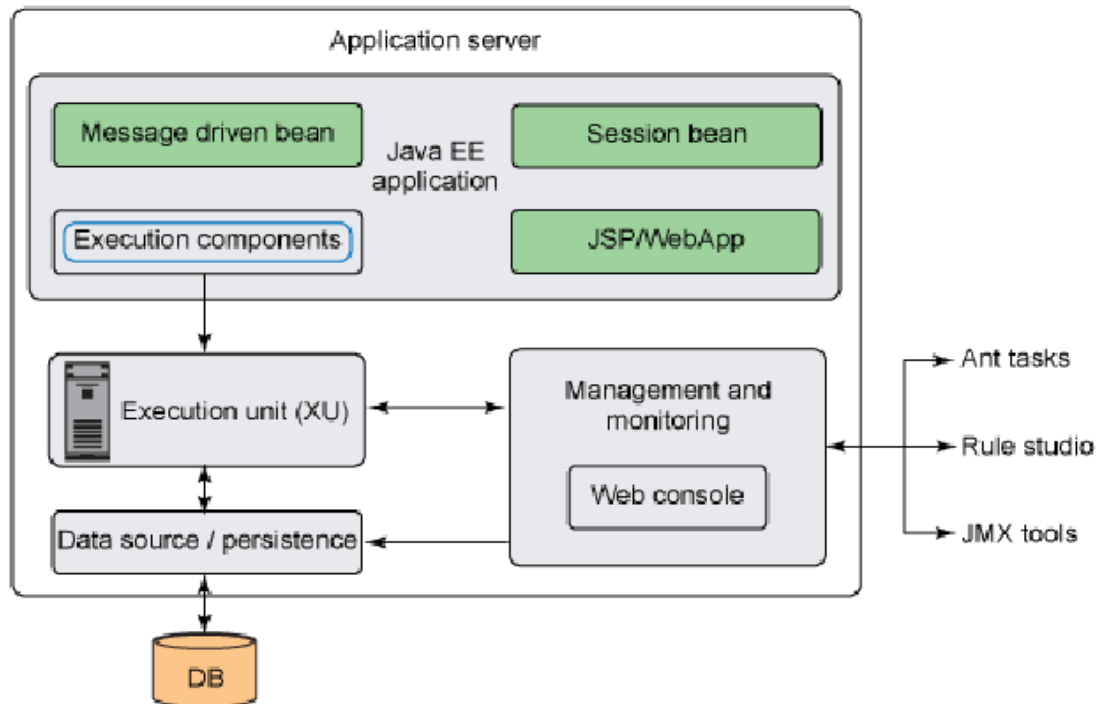 Application server
Message driven bean
Session bean
Java EE
application
Execution components
JSP/WebApp
Execution unit (XU)
Management and
monitoring
Web console
Data source / persistence
Ant tasks
Rule studio
JMX tools
DB